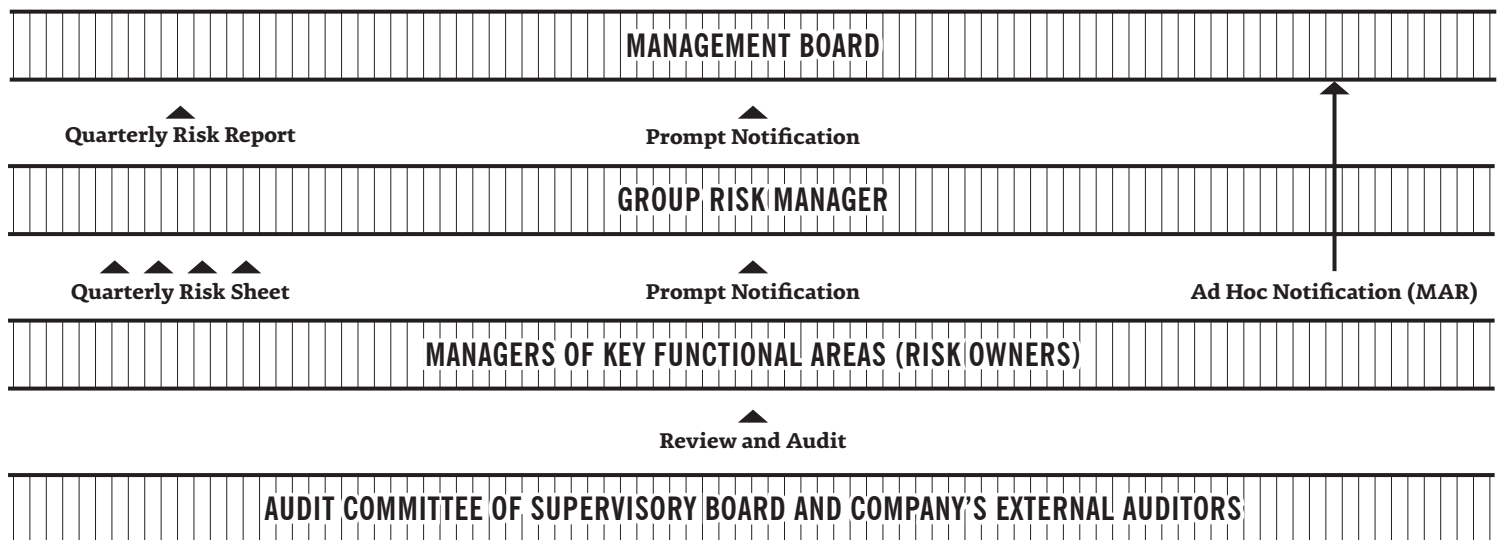 MANAGEMENT BOARD
Quarterly Risk Report
Prompt Notification
GROUP RISK MANAGER
Quarterly Risk Sheet
Prompt Notification
Ad Hoc Notification (MAR)
MANAGERS OF KEY FUNCTIONAL AREAS (RISK OWNERS)
Review and Audit
AUDIT COMMITTEE OF SUPERVISORY BOARD AND COMPANY’S EXTERNAL AUDITORS